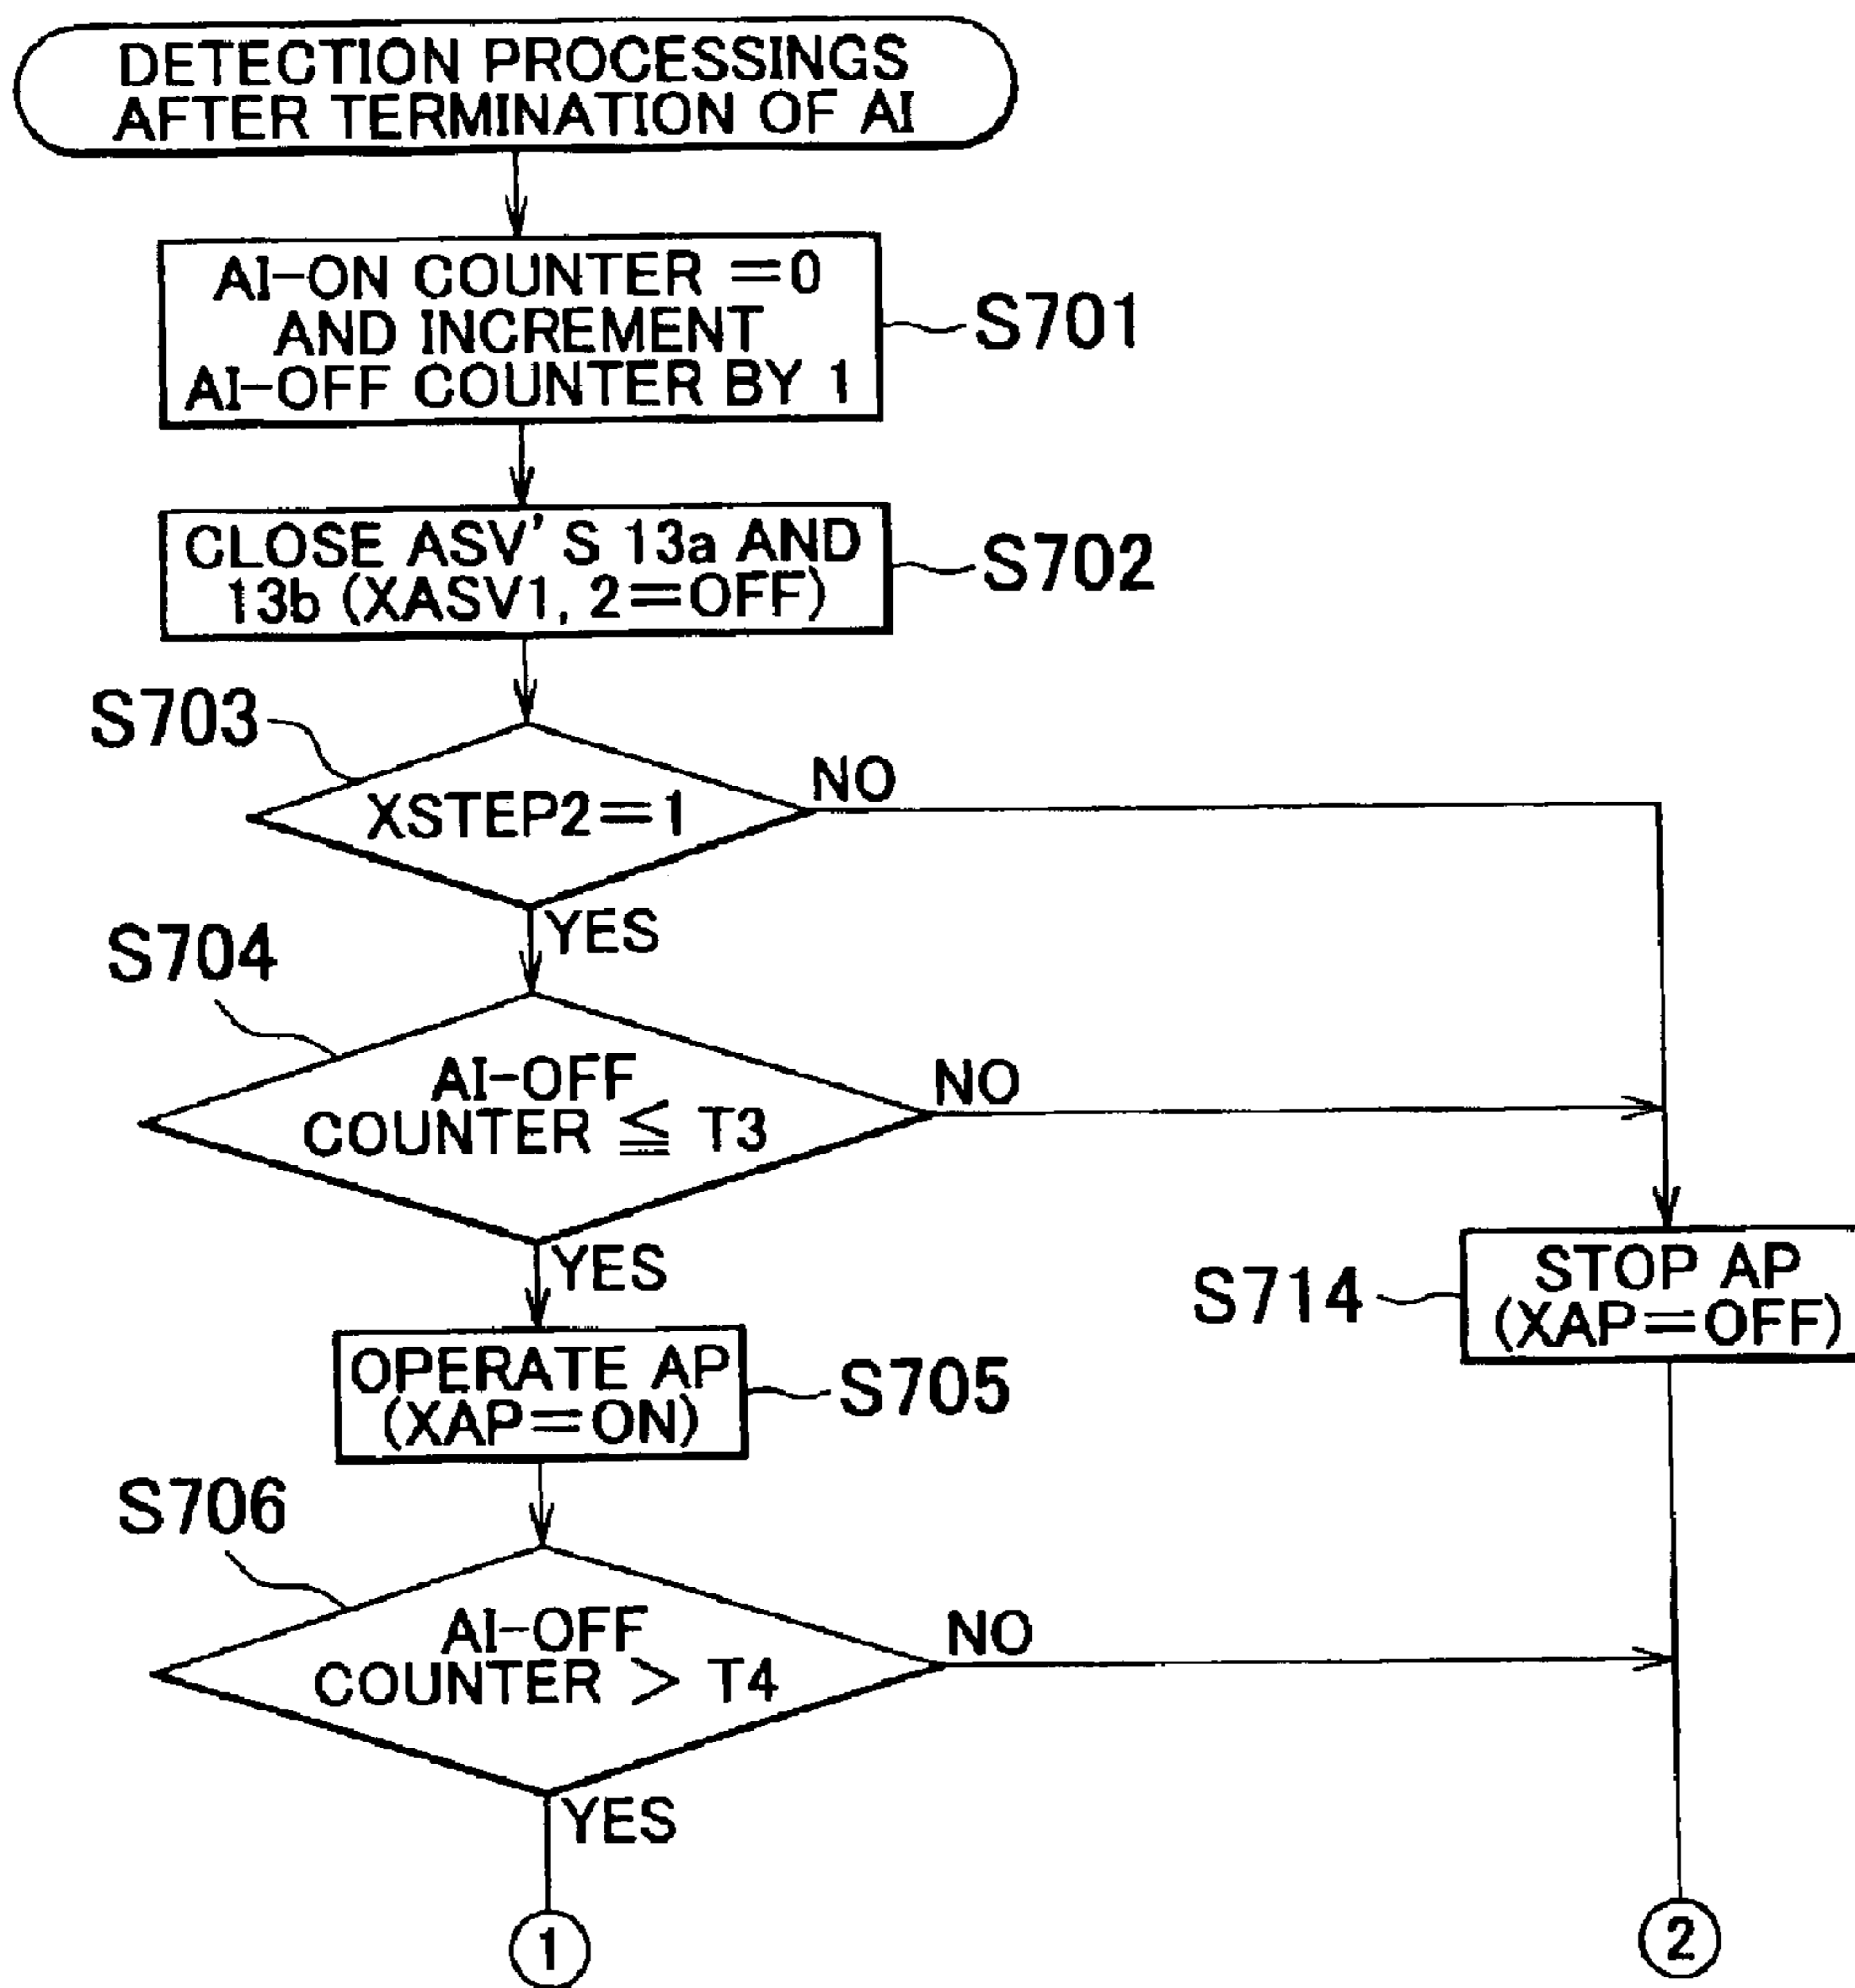 DETECTION PROCESSINGS
AFTER TERMINATION OF AI
AI-ON COUNTER =0
AND INCREMENT
AI-OFF COUNTER BY 1
S701
CLOSE ASV'S 13a AND
13b (XASV1, 2=OFF)
S702
S703
XSTEP2=1
NO
YES
S704
AI-OFF
COUNTER ≦ T3
NO
YES
S714
STOP AP
(XAP=OFF)
OPERATE AP
(XAP=ON)
S705
S706
AI-OFF
COUNTER > T4
NO
YES
1
2